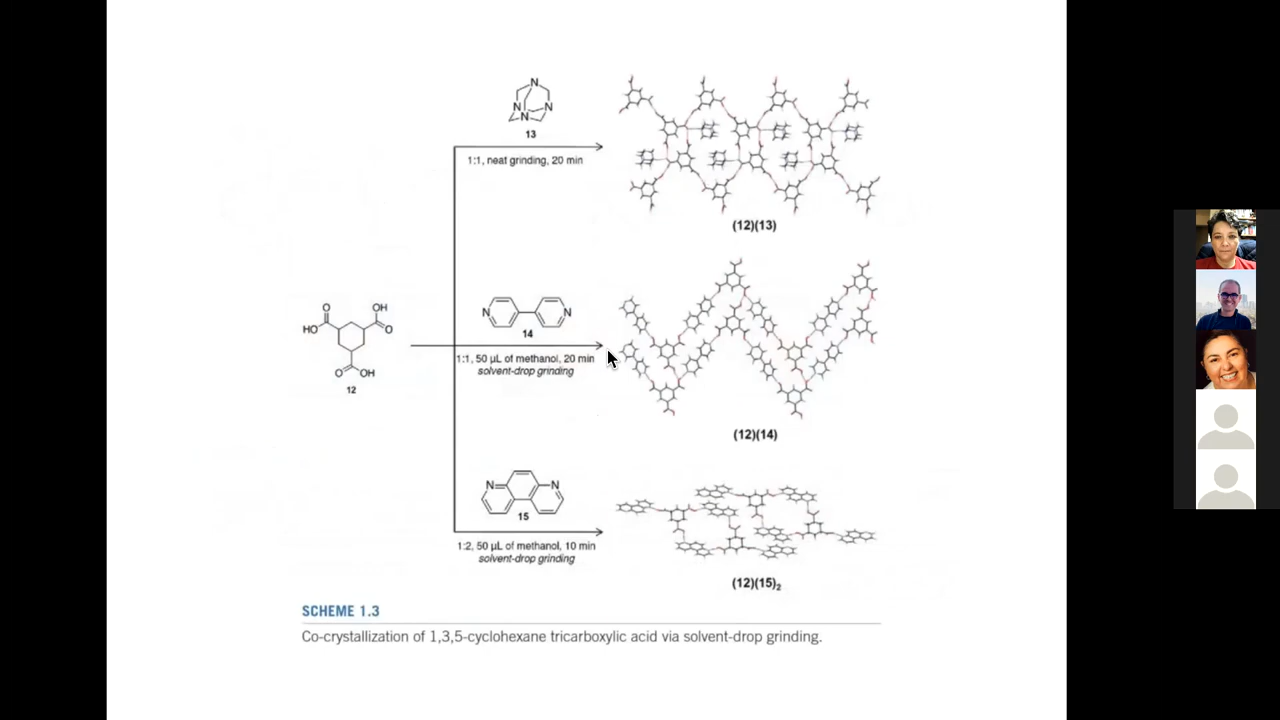 N
N
N
N
13
1:1, neat grinding, 20 min
(12)(13)
O
OH
HO
O
O
OH
12
N
N
14
1:1, 50 µL of methanol, 20 min
solvent-drop grinding
(12)(14)
N
N
15
1:2, 50 µL of methanol, 10 min
solvent-drop grinding
(12)(15)₂
SCHEME 1.3
Co-crystallization of 1,3,5-cyclohexane tricarboxylic acid via solvent-drop grinding.